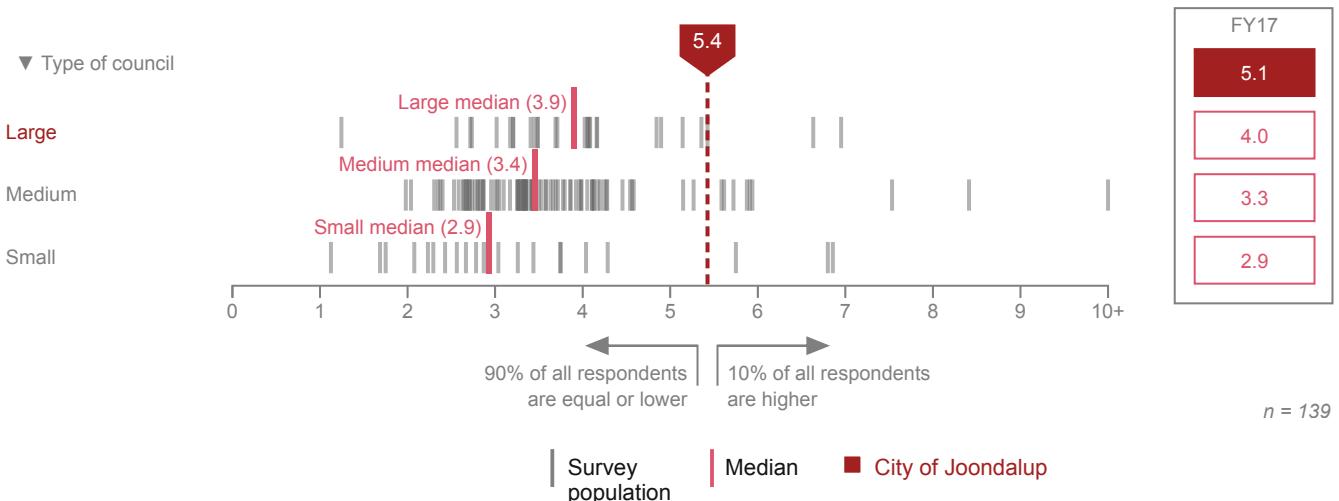 FY17
5.4
▼ Type of council
5.1
Large median (3.9)
Large
4.0
Medium median (3.4)
Medium
3.3
Small median (2.9)
Small
2.9
0 1 2 3 4 5 6 7 8 9 10+
90% of all respondents
are equal or lower
10% of all respondents
are higher
n = 139
Survey
population
Median
City of Joondalup